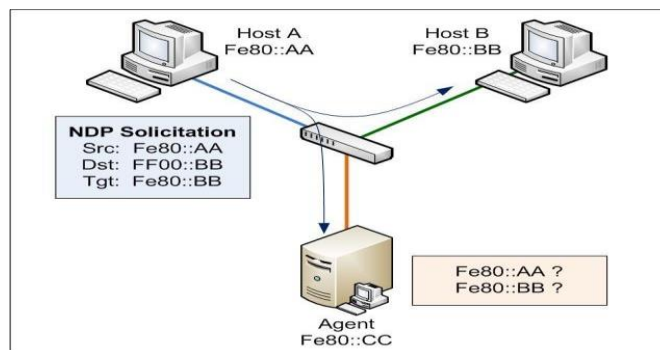 Host A
Fe80::AA
Host B
Fe80::BB
NDP Solicitation
Src: Fe80::AA
Dst: FF00::BB
Tgt: Fe80::BB
Fe80::AA ?
Fe80::BB ?
Agent
Fe80::CC